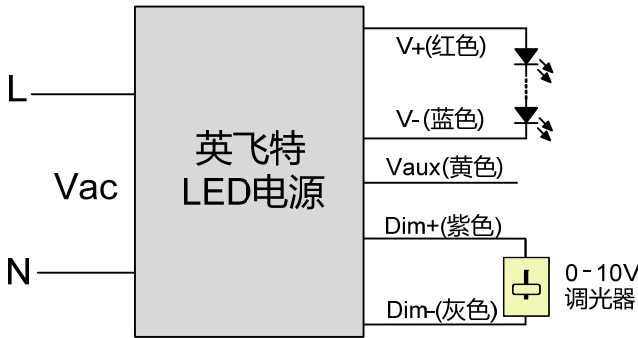 L
Vac
N
英飞特
LED电源
V+(红色)
V-(蓝色)
Vaux(黄色)
Dim+(紫色)
Dim-(灰色)
0-10V
调光器